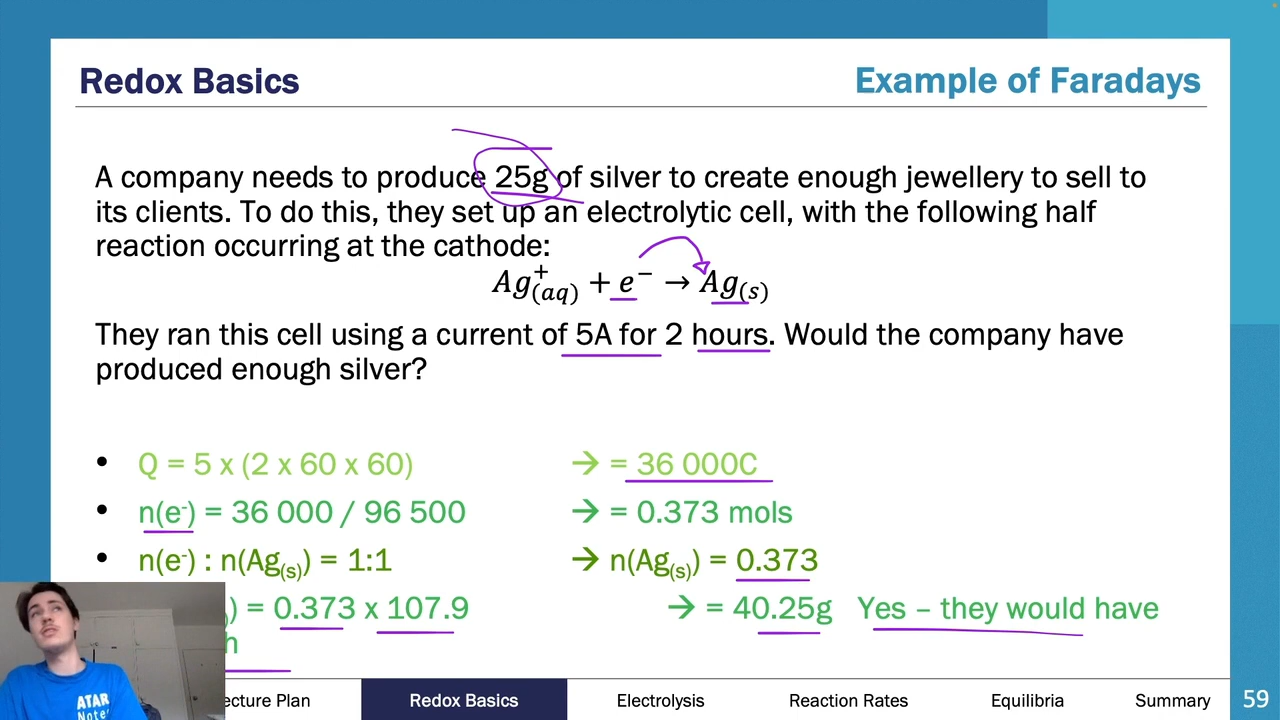 Redox Basics
Example of Faradays
A company needs to produce 25g of silver to create enough jewellery to sell to
its clients. To do this, they set up an electrolytic cell, with the following half
reaction occurring at the cathode:
Ag⁺(aq) + e⁻ → Ag(s)
They ran this cell using a current of 5A for 2 hours. Would the company have
produced enough silver?
• Q = 5 x (2 x 60 x 60) → = 36 000C
• n(e⁻) = 36 000 / 96 500 → = 0.373 mols
• n(e⁻) : n(Ag(s)) = 1:1 → n(Ag(s)) = 0.373
) = 0.373 x 107.9 → = 40.25g Yes – they would have
h
ATAR
Notes
ecture Plan
Redox Basics
Electrolysis
Reaction Rates
Equilibria
Summary
59